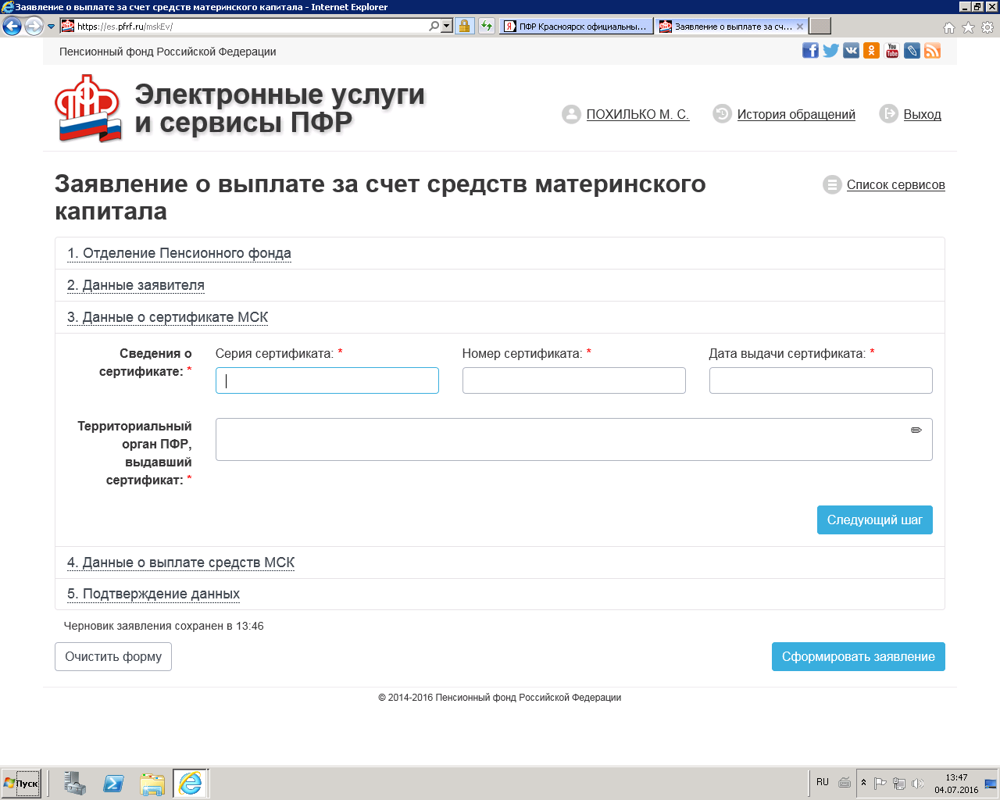 Заявление о выплате за счет средств материнского капитала - Internet Explorer
https://es.pfrf.ru/mskEv/
ПФР Красноярск официальны...
Заявление о выплате за сч...
Пенсионный фонд Российской Федерации
Электронные услуги
и сервисы ПФР
ПОХИЛЬКО М. С.
История обращений
Выход
Заявление о выплате за счет средств материнского
капитала
Список сервисов
1. Отделение Пенсионного фонда
2. Данные заявителя
3. Данные о сертификате МСК
Сведения о
сертификате: *
Серия сертификата: *
Номер сертификата: *
Дата выдачи сертификата: *
Территориальный
орган ПФР,
выдавший
сертификат: *
Следующий шаг
4. Данные о выплате средств МСК
5. Подтверждение данных
Черновик заявления сохранен в 13:46
Очистить форму
Сформировать заявление
© 2014-2016 Пенсионный фонд Российской Федерации
Пуск
RU
13:47
04.07.2016